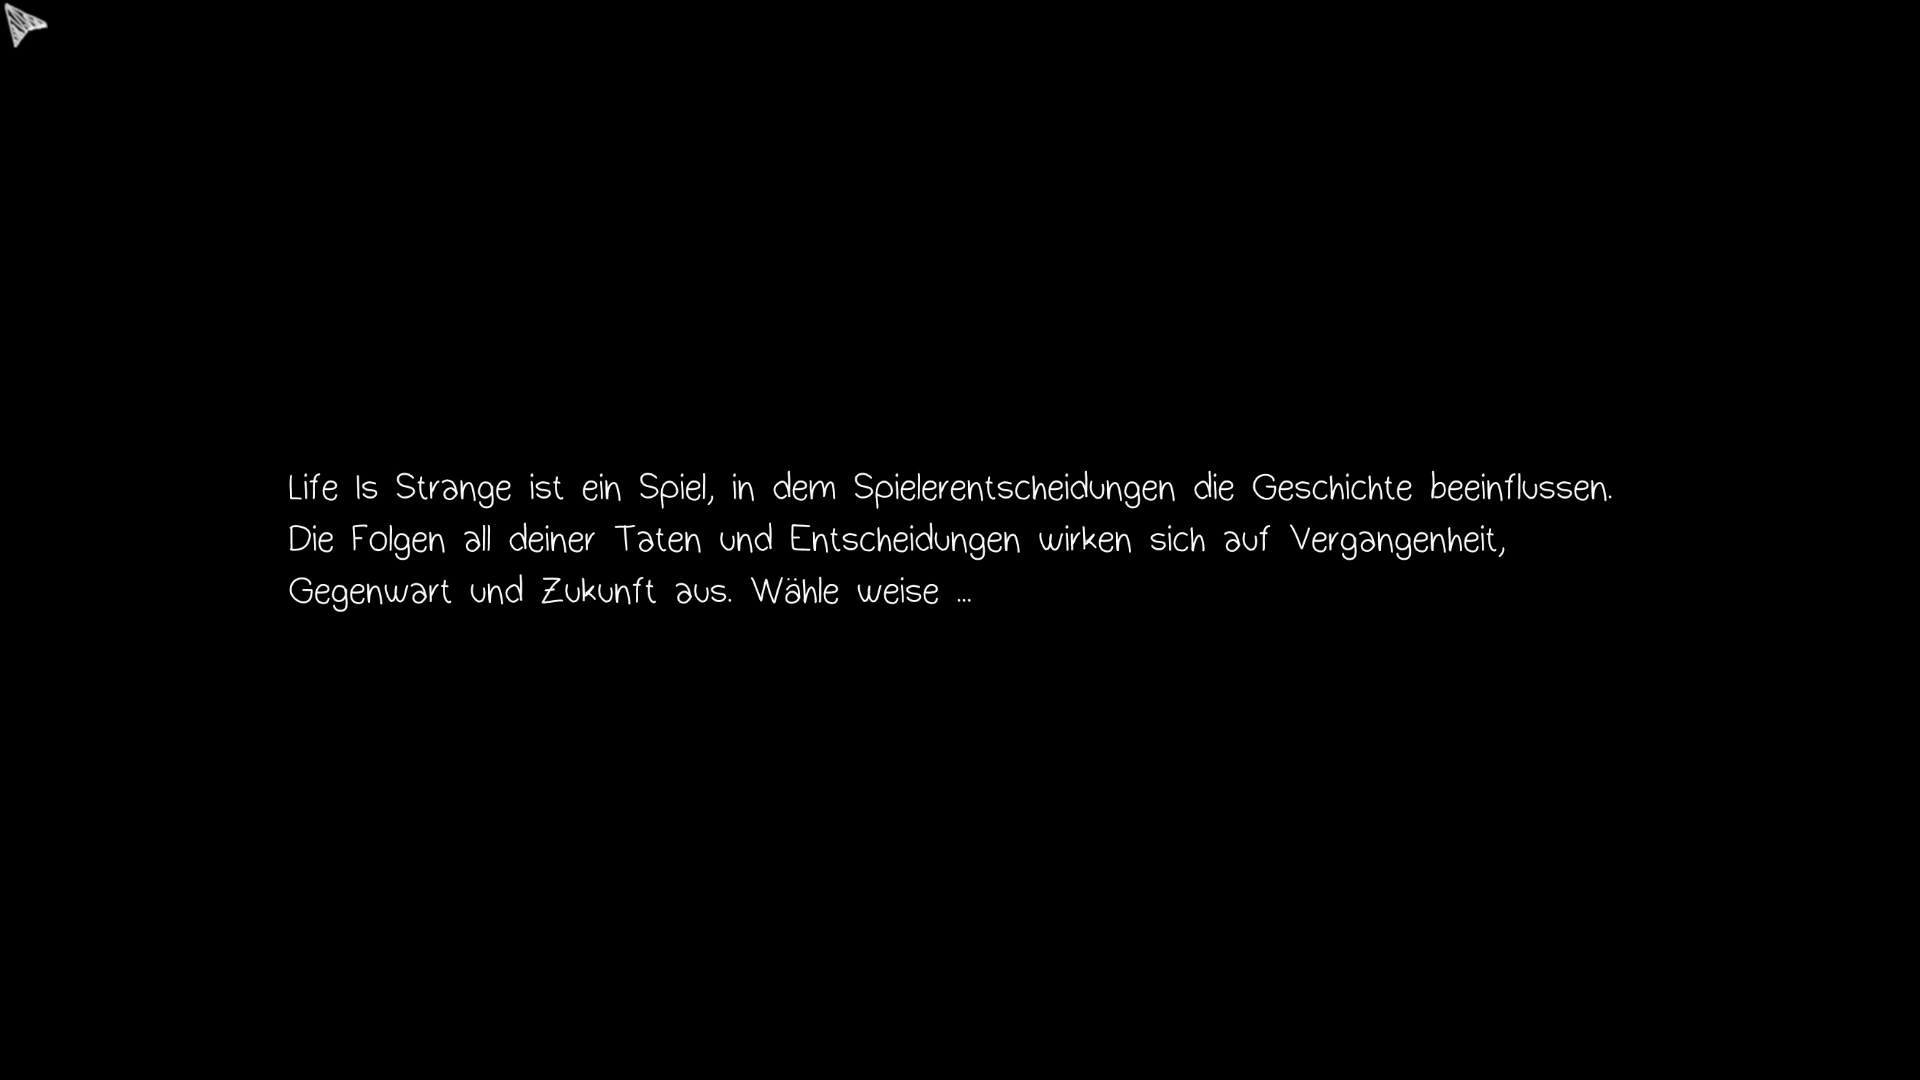 Life Is Strange ist ein Spiel, in dem Spielerentscheidungen die Geschichte beeinflussen.
Die Folgen all deiner Taten und Entscheidungen wirken sich auf Vergangenheit,
Gegenwart und Zukunft aus. Wähle weise ...